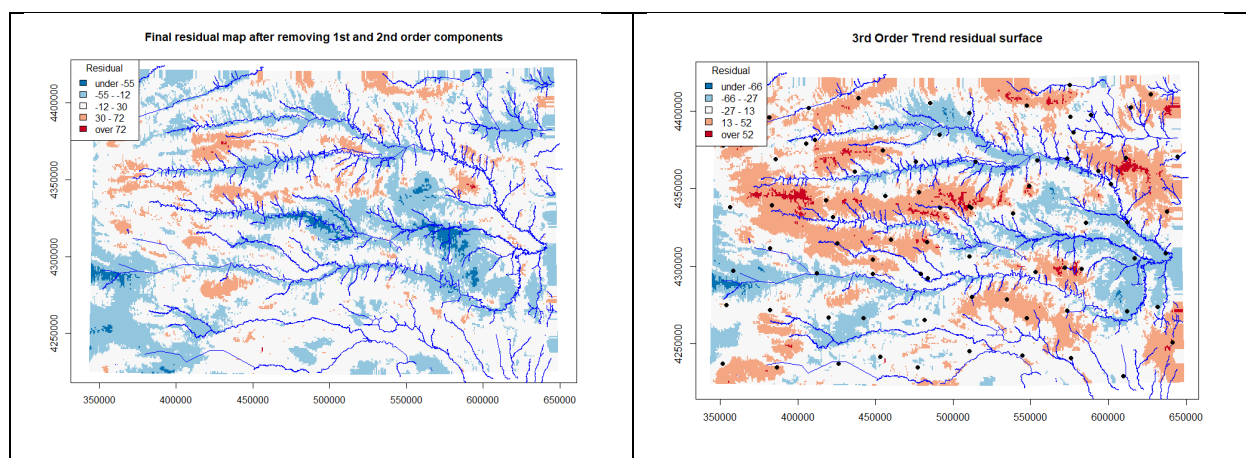 Final residual map after removing 1st and 2nd order components
Residual
under -55
-55 - -12
-12 - 30
30 - 72
over 72
4400000
4350000
4300000
4250000
350000 400000 450000 500000 550000 600000 650000
3rd Order Trend residual surface
Residual
under -66
-66 - -27
-27 - 13
13 - 52
over 52
4400000
4350000
4300000
4250000
350000 400000 450000 500000 550000 600000 650000